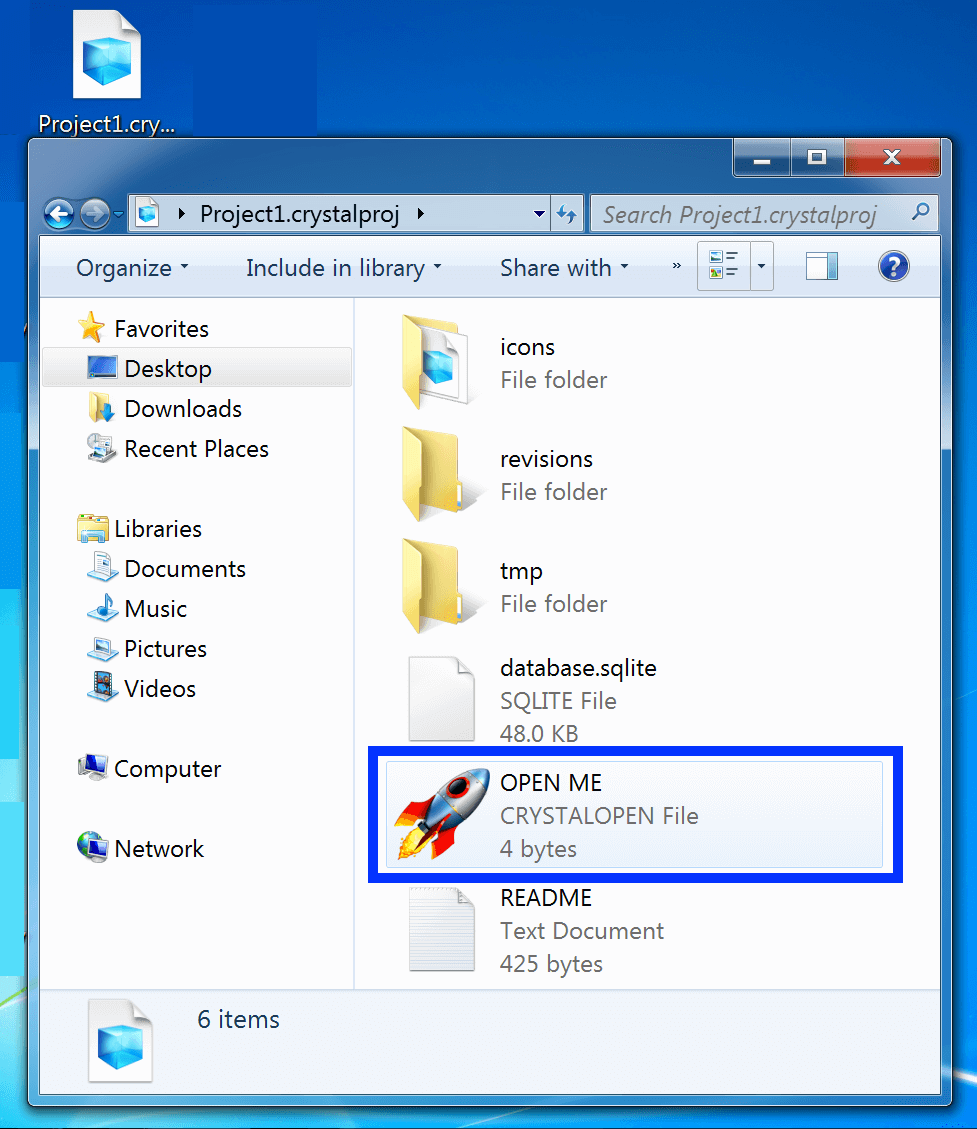 Project1.cry...
Project1.crystalproj
Search Project1.crystalproj
Organize Include in library Share with »
?
Favorites
Desktop
Downloads
Recent Places
Libraries
Documents
Music
Pictures
Videos
Computer
Network
icons
File folder
revisions
File folder
tmp
File folder
database.sqlite
SQLITE File
48.0 KB
OPEN ME
CRYSTALOPEN File
4 bytes
README
Text Document
425 bytes
6 items